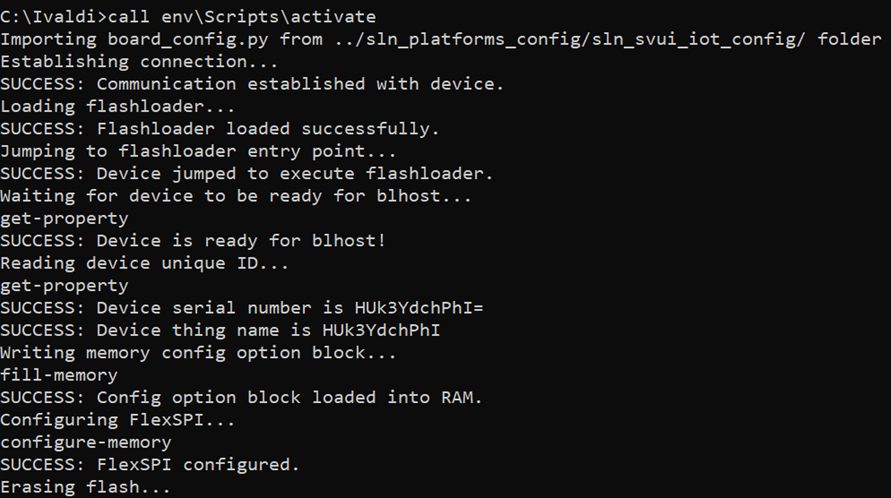 C:\Ivaldi>call env\Scripts\activate
Importing board_config.py from ../sln_platforms_config/sln_svui_iot_config/ folder
Establishing connection...
SUCCESS: Communication established with device.
Loading flashloader...
SUCCESS: Flashloader loaded successfully.
Jumping to flashloader entry point...
SUCCESS: Device jumped to execute flashloader.
Waiting for device to be ready for blhost...
get-property
SUCCESS: Device is ready for blhost!
Reading device unique ID...
get-property
SUCCESS: Device serial number is HUk3YdchPhI=
SUCCESS: Device thing name is HUk3YdchPhI
Writing memory config option block...
fill-memory
SUCCESS: Config option block loaded into RAM.
Configuring FlexSPI...
configure-memory
SUCCESS: FlexSPI configured.
Erasing flash...